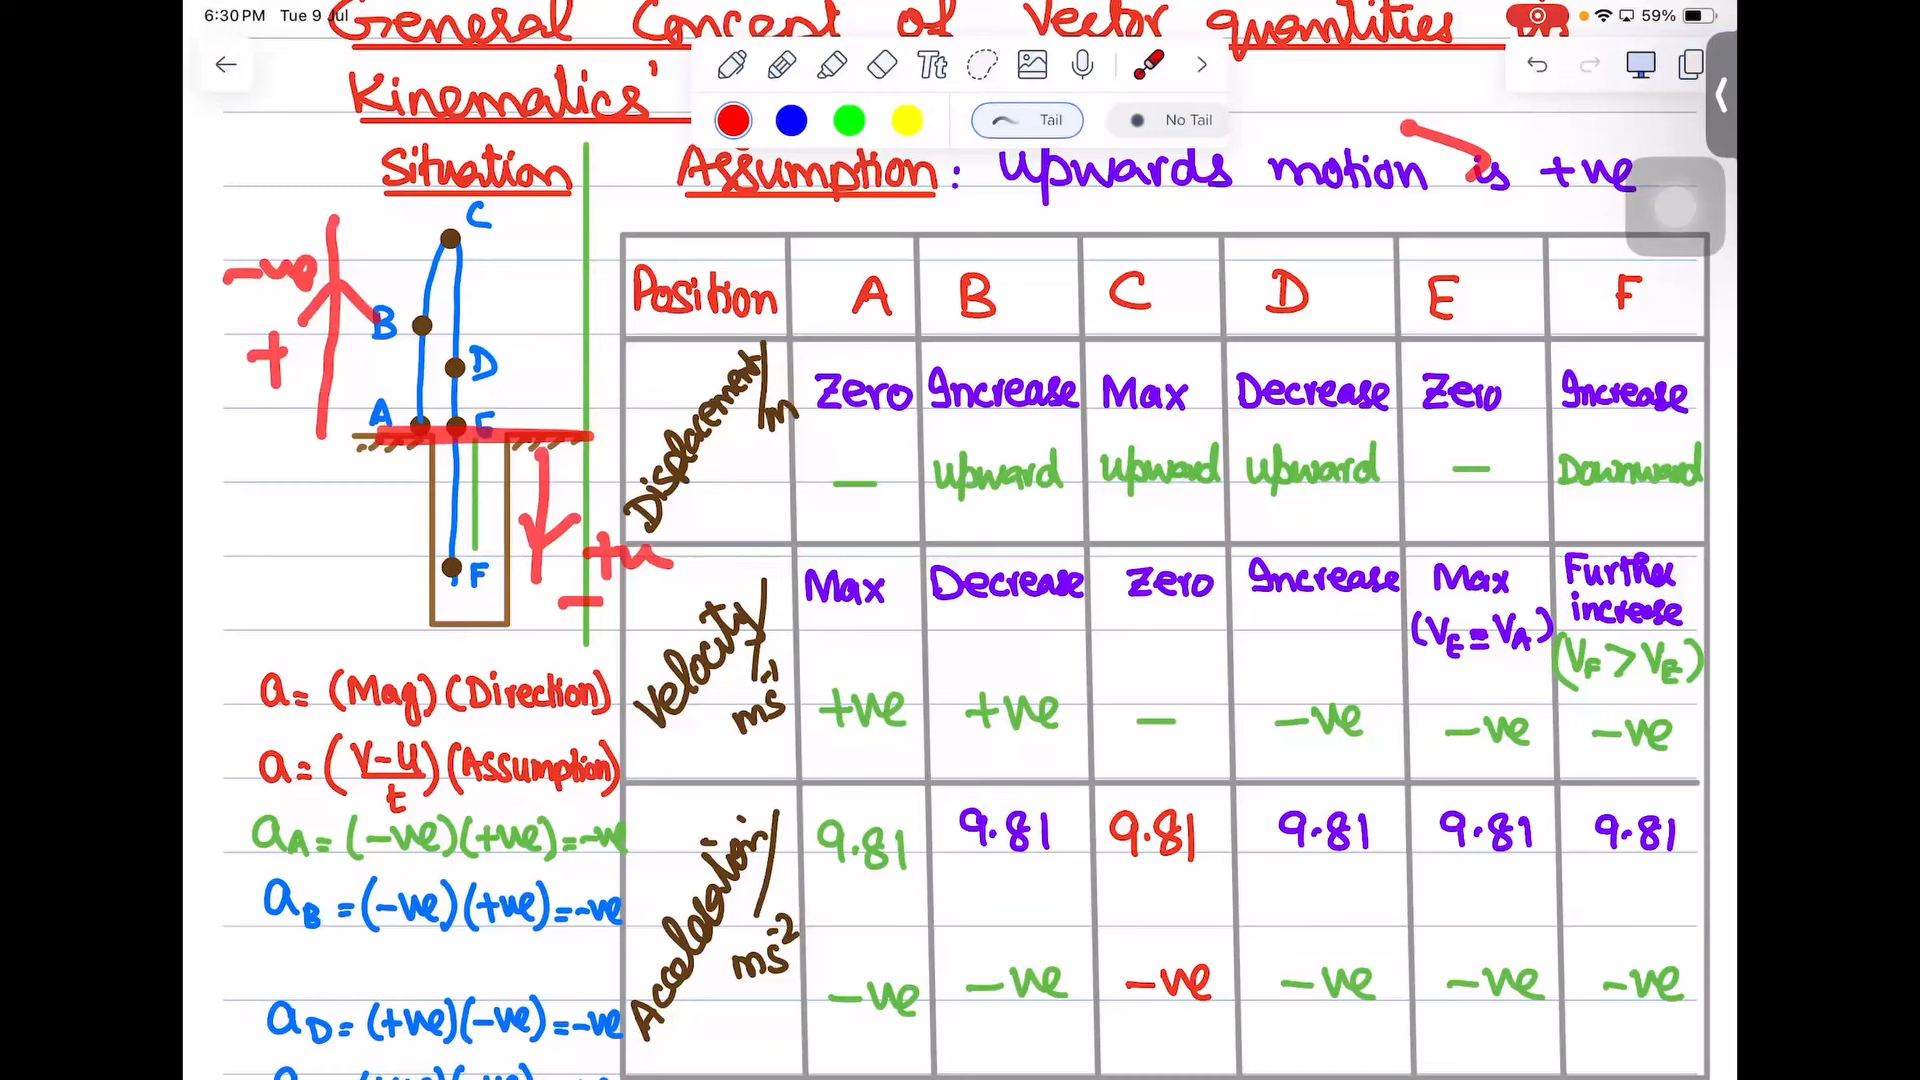 6:30PM Tue 9 Jul
59%
General Concept of Vector quantities in
Kinematics'
Tt
Tail
No Tail
Situation
Assumption: Upwards motion is +ve
C
-ve
+
B
D
A
E
F
+ve
-
Position A B C D E F
Displacement/m
Zero Increase Max Decrease Zero Increase
— Upward Upward Upward — Downward
Velocity/ms-1
Max Decrease Zero Increase Max (VE = VA) Further increase (VF > VE)
+ve +ve — -ve -ve -ve
Acceleration/ms-2
9.81 9.81 9.81 9.81 9.81 9.81
-ve -ve -ve -ve -ve -ve
a = (Mag) (Direction)
a = (V-U/t) (Assumption)
aA = (-ve)(+ve) = -ve
aB = (-ve)(+ve) = -ve
aD = (+ve)(-ve) = -ve